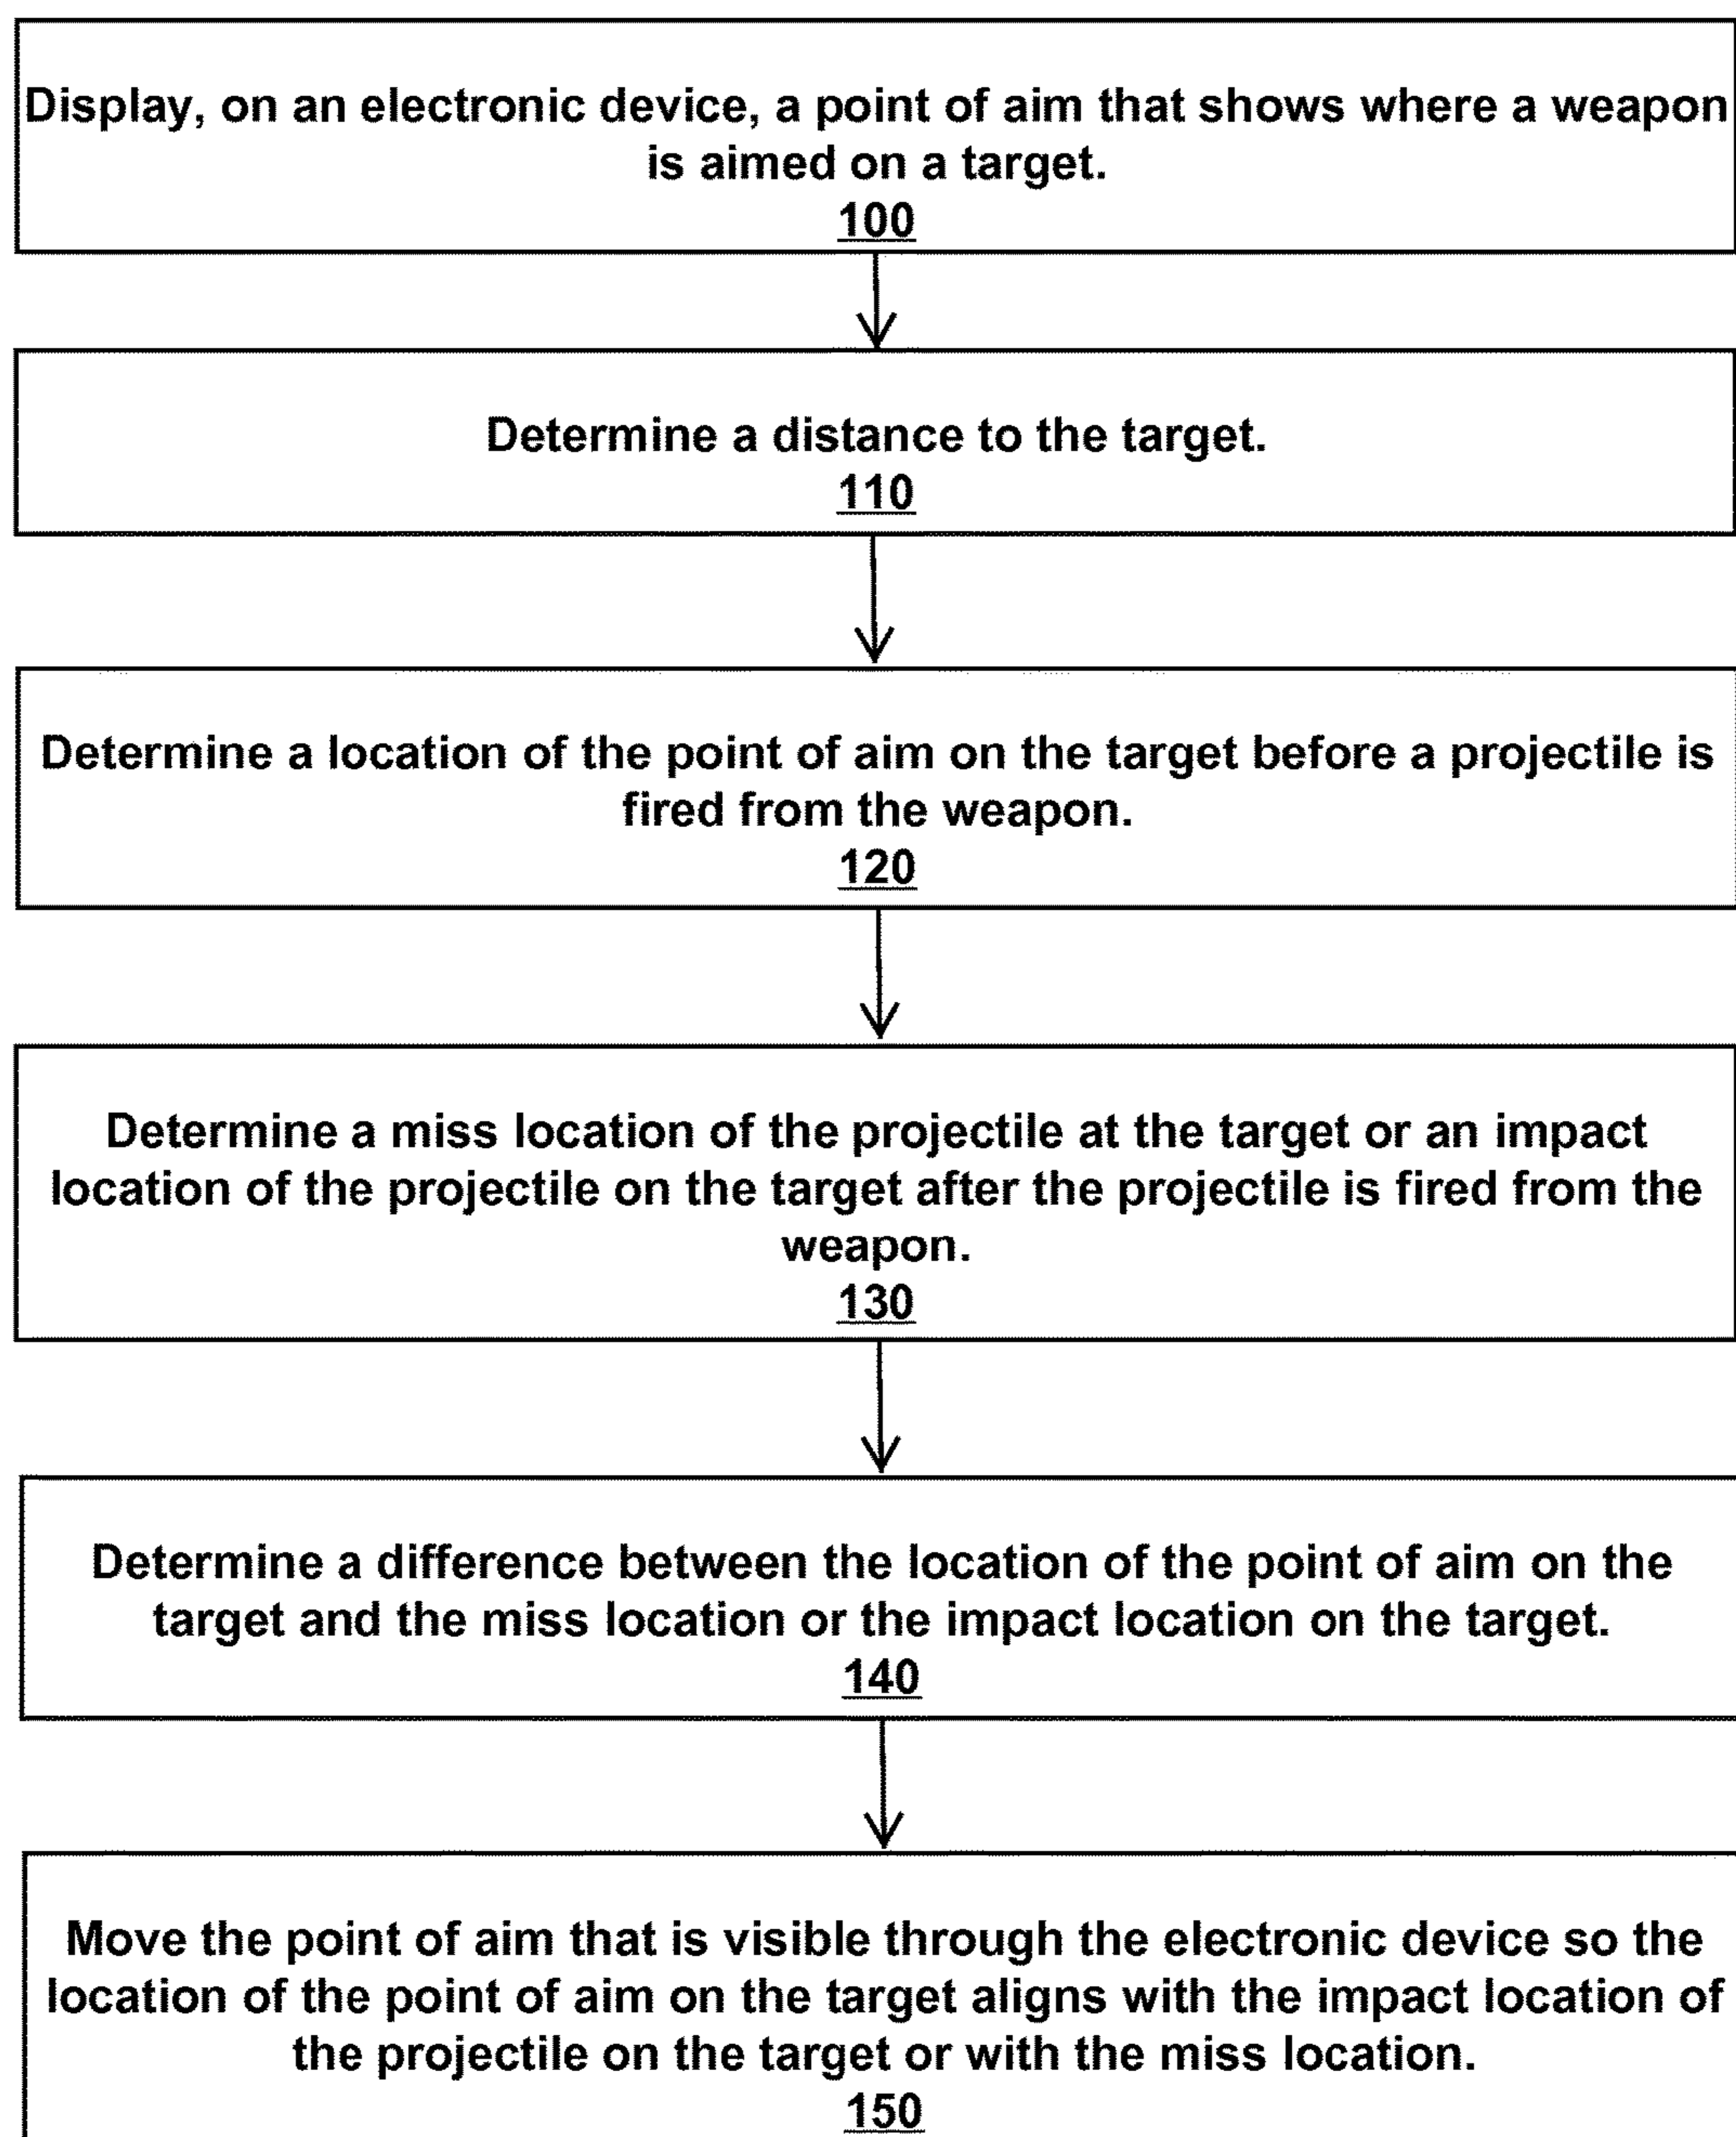 Display, on an electronic device, a point of aim that shows where a weapon
is aimed on a target.
100
Determine a distance to the target.
110
Determine a location of the point of aim on the target before a projectile is
fired from the weapon.
120
Determine a miss location of the projectile at the target or an impact
location of the projectile on the target after the projectile is fired from the
weapon.
130
Determine a difference between the location of the point of aim on the
target and the miss location or the impact location on the target.
140
Move the point of aim that is visible through the electronic device so the
location of the point of aim on the target aligns with the impact location of
the projectile on the target or with the miss location.
150